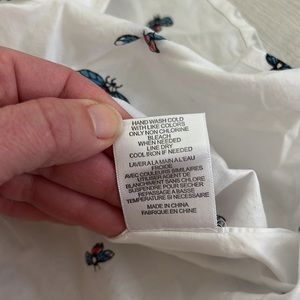 HAND WASH COLD
WITH LIKE COLORS
ONLY NON CHLORINE
BLEACH
WHEN NEEDED
LINE DRY
COOL IRON IF NEEDED
LAVER A LA MAIN A L'EAU
FROIDE
AVEC COULEURS SIMILAIRES
UTILISER AGENT DE
BLANCHIMENT SANS CHLORE
SUSPENDRE POUR SECHER
REPASSAGE A BASSE
TEMPERATURE SI NECESSAIRE
MADE IN CHINA
FABRIQUE EN CHINE